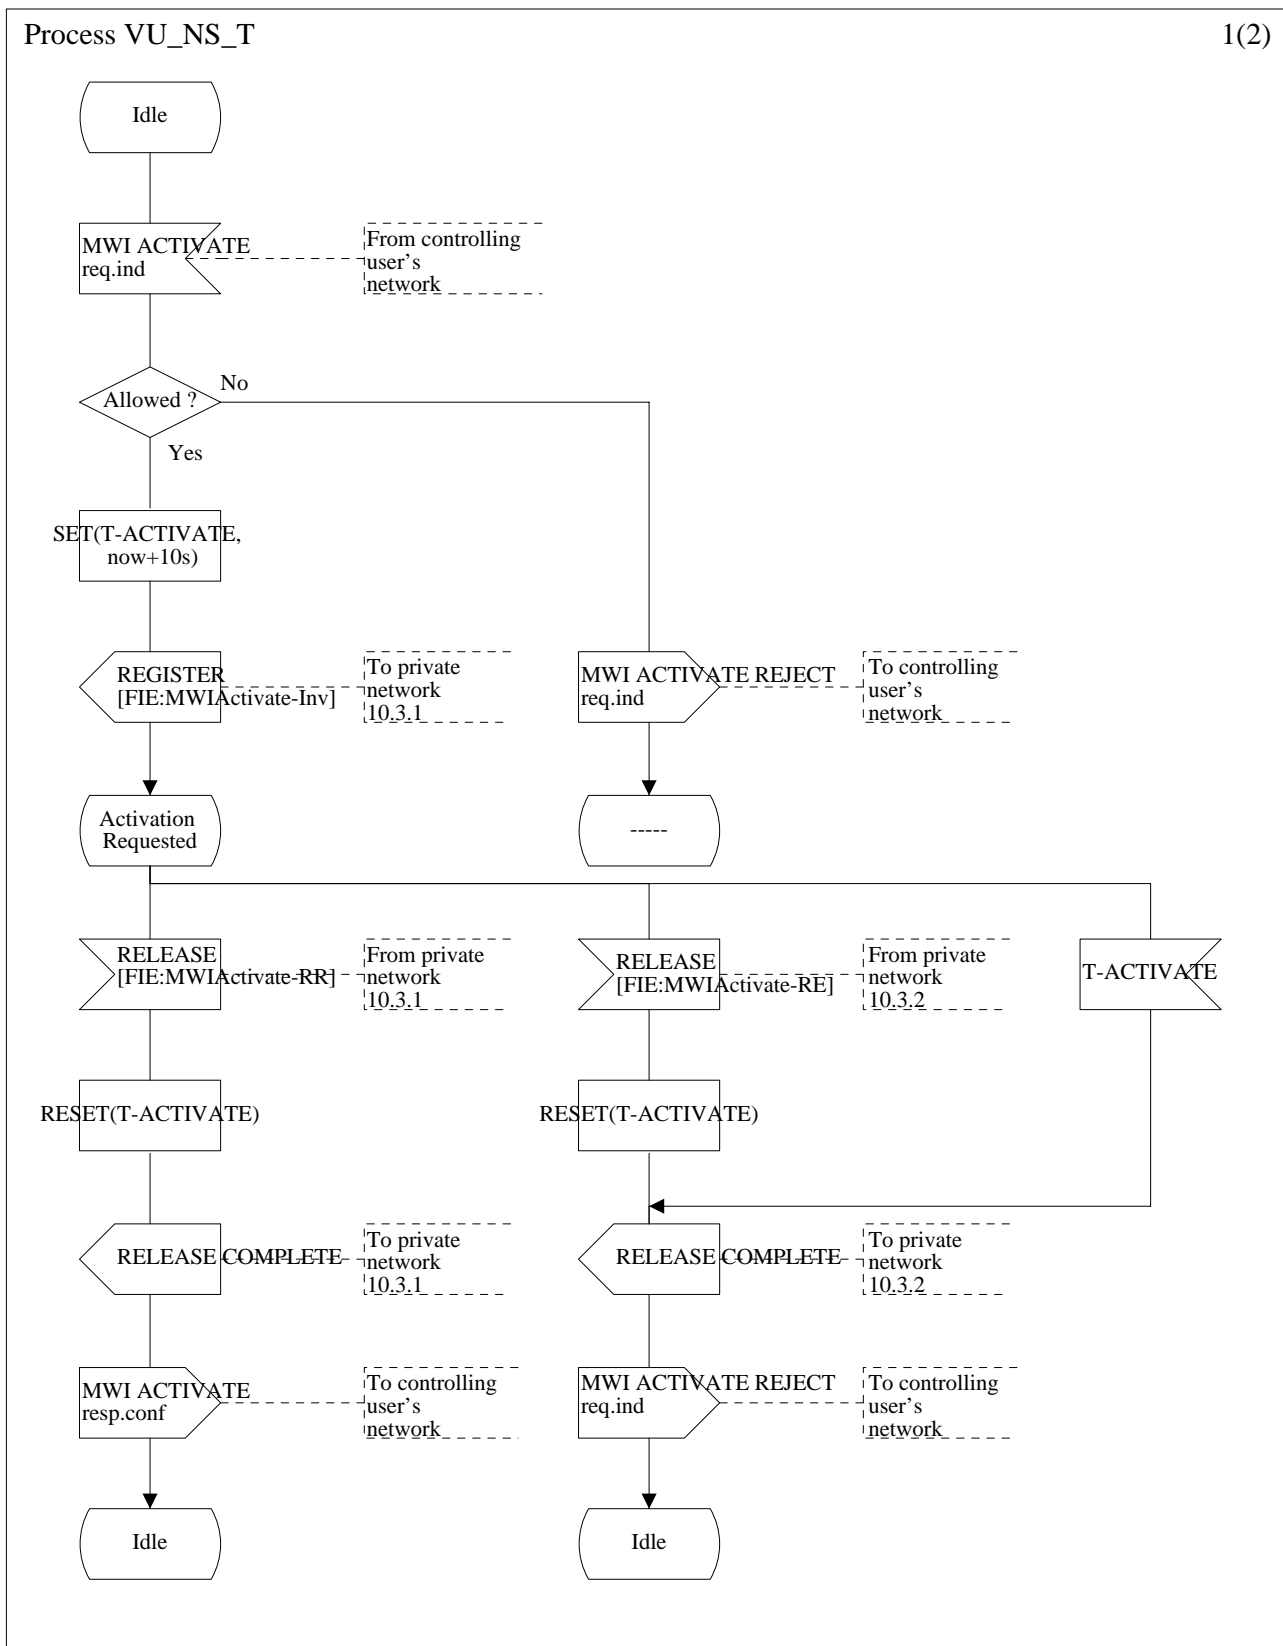 Process VU_NS_T
1(2)
Idle
MWI ACTIVATE
req.ind
From controlling
user's
network
Allowed ?
No
Yes
SET(T-ACTIVATE,
now+10s)
REGISTER
[FIE:MWIActivate-Inv]
To private
network
10.3.1
MWI ACTIVATE REJECT
req.ind
To controlling
user's
network
Activation
Requested
-----
RELEASE
[FIE:MWIActivate-RR]
From private
network
10.3.1
RELEASE
[FIE:MWIActivate-RE]
From private
network
10.3.2
T-ACTIVATE
RESET(T-ACTIVATE)
RESET(T-ACTIVATE)
RELEASE COMPLETE
To private
network
10.3.1
RELEASE COMPLETE
To private
network
10.3.2
MWI ACTIVATE
resp.conf
To controlling
user's
network
MWI ACTIVATE REJECT
req.ind
To controlling
user's
network
Idle
Idle